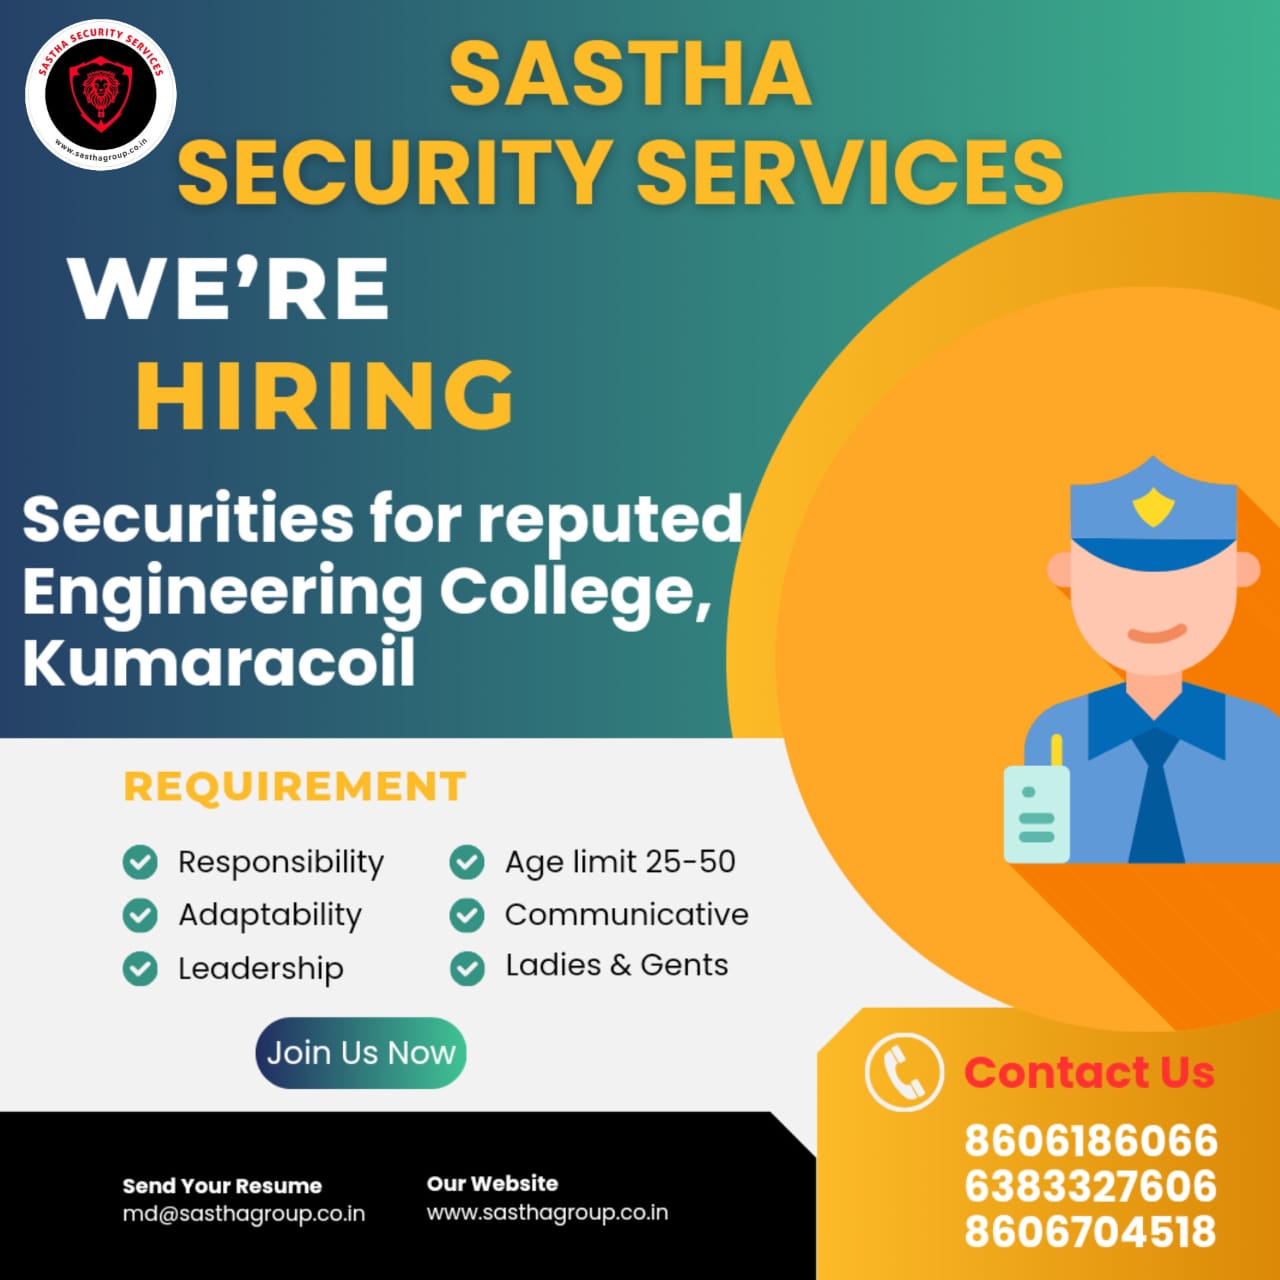 SASTHA SECURITY SERVICES
www.sasthagroup.co.in
SASTHA
SECURITY SERVICES
WE’RE
HIRING
Securities for reputed
Engineering College,
Kumaracoil
REQUIREMENT
Responsibility
Adaptability
Leadership
Age limit 25-50
Communicative
Ladies & Gents
Join Us Now
Send Your Resume
md@sasthagroup.co.in
Our Website
www.sasthagroup.co.in
Contact Us
8606186066
6383327606
8606704518